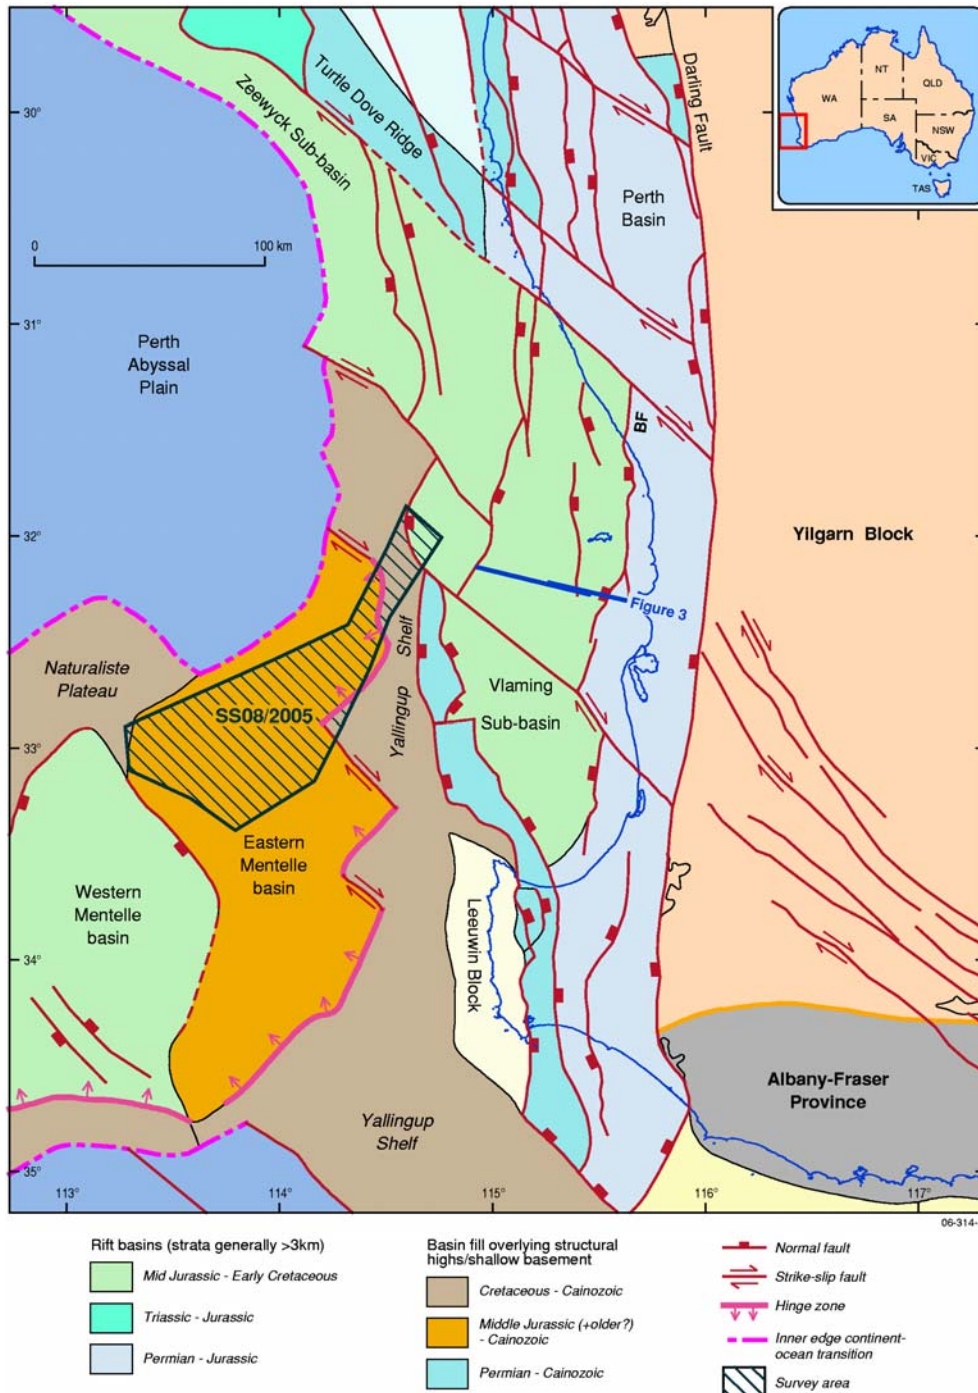 Zeewyck Sub-basin
Turtle Dove Ridge
Darling Fault
NT
QLD
WA
SA
NSW
VIC
TAS
30°
Perth
Basin
0
100 km
31°
Perth
Abyssal
Plain
BF
32°
Yilgarn Block
Figure 3
Naturaliste
Plateau
Yallingup Shelf
Vlaming
Sub-basin
SS08/2005
33°
Eastern
Mentelle
basin
Western
Mentelle
basin
Leeuwin Block
34°
Albany-Fraser
Province
Yallingup
Shelf
35°
113°
114°
115°
116°
117°
06-314-
Rift basins (strata generally >3km)
Mid Jurassic - Early Cretaceous
Triassic - Jurassic
Permian - Jurassic
Basin fill overlying structural
highs/shallow basement
Cretaceous - Cainozoic
Middle Jurassic (+older?)
- Cainozoic
Permian - Cainozoic
Normal fault
Strike-slip fault
Hinge zone
Inner edge continent-
ocean transition
Survey area